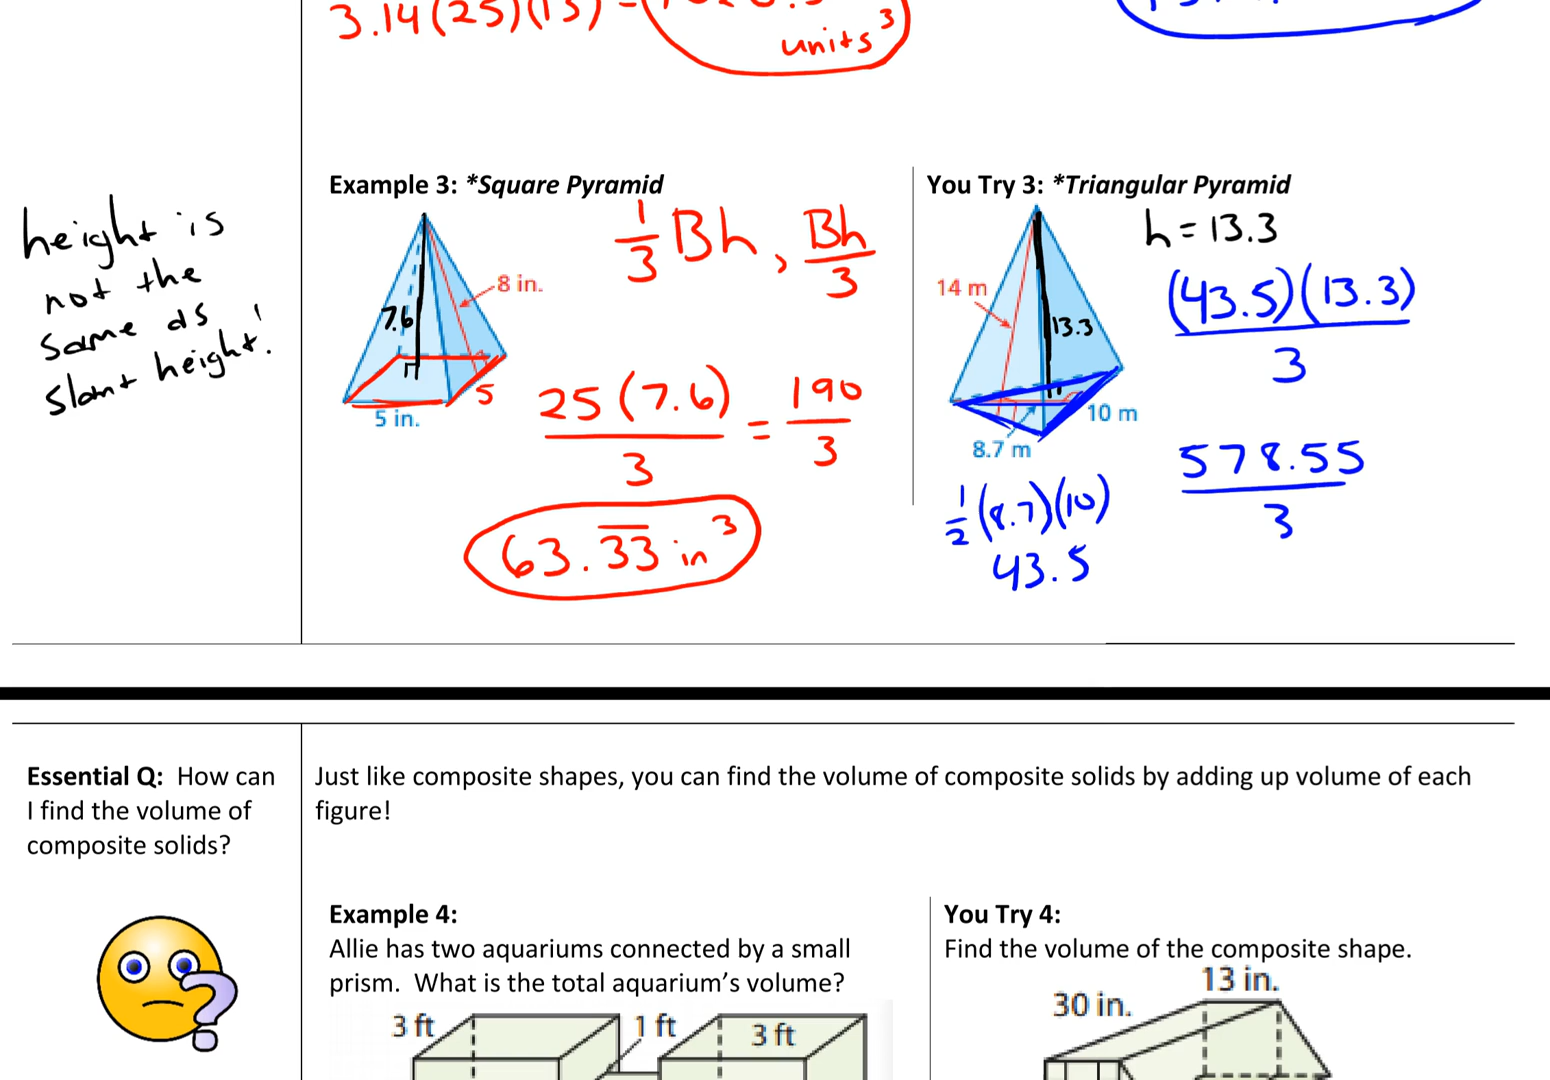 3.14(25)(13) =
units³
height is
not the
same as
slant height!
Example 3: *Square Pyramid
1/3 Bh, Bh/3
8 in.
7.6
5
5 in.
25(7.6)/3 = 190/3
63.33 in³
You Try 3: *Triangular Pyramid
h = 13.3
14 m
13.3
(43.5)(13.3)/3
10 m
8.7 m
1/2(8.7)(10)
43.5
578.55/3
Essential Q: How can
I find the volume of
composite solids?
Just like composite shapes, you can find the volume of composite solids by adding up volume of each
figure!
Example 4:
Allie has two aquariums connected by a small
prism. What is the total aquarium's volume?
3 ft
1 ft
3 ft
You Try 4:
Find the volume of the composite shape.
13 in.
30 in.